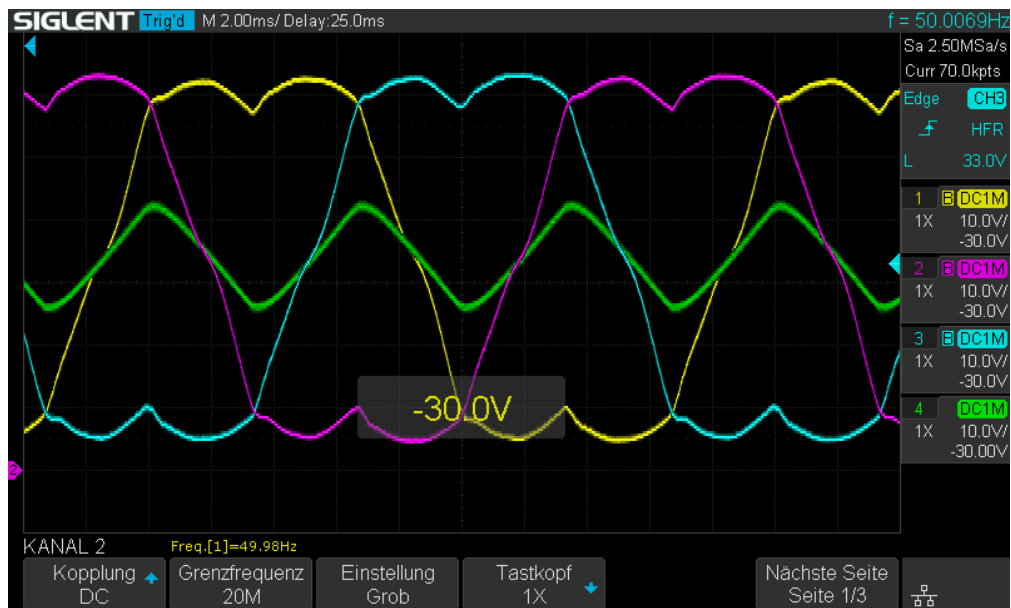 SIGLENT Trig'd M 2.00ms/ Delay:25.0ms f = 50.0069Hz
Sa 2.50MSa/s
Curr 70.0kpts
Edge CH3
HFR
L 33.0V
1 B DC1M
1X 10.0V/
-30.0V
2 B DC1M
1X 10.0V/
-30.0V
3 B DC1M
1X 10.0V/
-30.0V
4 DC1M
1X 10.0V/
-30.00V
-30.0V
2
KANAL 2 Freq.[1]=49.98Hz
Kopplung Grenzfrequenz Einstellung Tastkopf Nächste Seite
DC 20M Grob 1X Seite 1/3